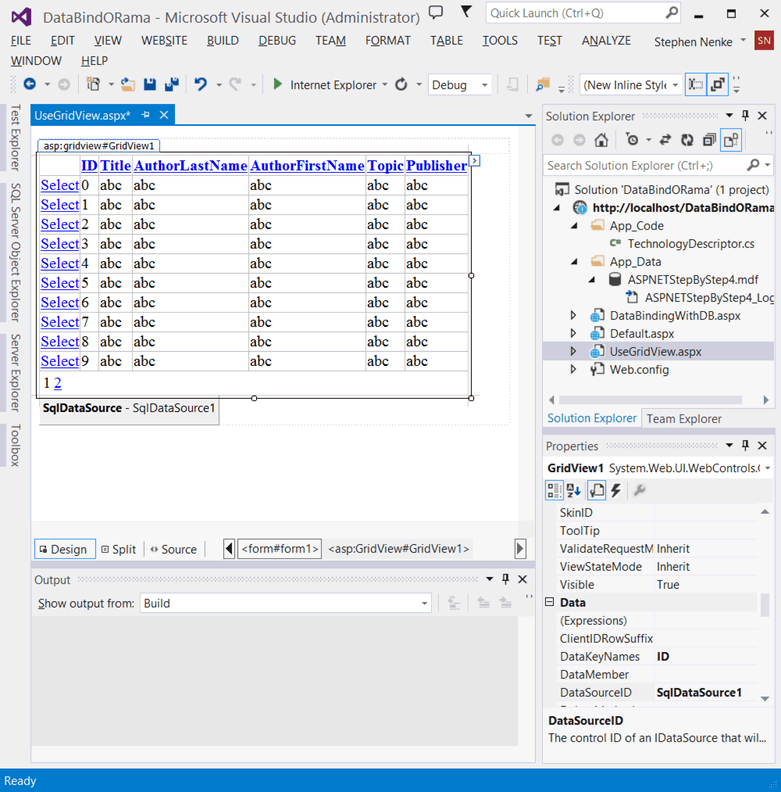 DataBindORama - Microsoft Visual Studio (Administrator)
Quick Launch (Ctrl+Q)
FILE EDIT VIEW WEBSITE BUILD DEBUG TEAM FORMAT TABLE TOOLS TEST ANALYZE Stephen Nenke SN
WINDOW HELP
Internet Explorer Debug (New Inline Style
Test Explorer
SQL Server Object Explorer
Server Explorer
Toolbox
UseGridView.aspx*
asp:gridview#GridView1
ID Title AuthorLastName AuthorFirstName Topic Publisher
Select 0 abc abc abc abc abc
Select 1 abc abc abc abc abc
Select 2 abc abc abc abc abc
Select 3 abc abc abc abc abc
Select 4 abc abc abc abc abc
Select 5 abc abc abc abc abc
Select 6 abc abc abc abc abc
Select 7 abc abc abc abc abc
Select 8 abc abc abc abc abc
Select 9 abc abc abc abc abc
1 2
SqlDataSource - SqlDataSource1
Design Split Source <form#form1> <asp:GridView#GridView1>
Output
Show output from: Build
Solution Explorer
Search Solution Explorer (Ctrl+;)
Solution 'DataBindORama' (1 project)
http://localhost/DataBindORama
App_Code
TechnologyDescriptor.cs
App_Data
ASPNETStepByStep4.mdf
ASPNETStepByStep4_Log
DataBindingWithDB.aspx
Default.aspx
UseGridView.aspx
Web.config
Solution Explorer Team Explorer
Properties
GridView1 System.Web.UI.WebControls.
SkinID
ToolTip
ValidateRequestM Inherit
ViewStateMode Inherit
Visible True
Data
(Expressions)
ClientIDRowSuffix
DataKeyNames ID
DataMember
DataSourceID SqlDataSource1
DataSourceID
The control ID of an IDataSource that wil...
Ready